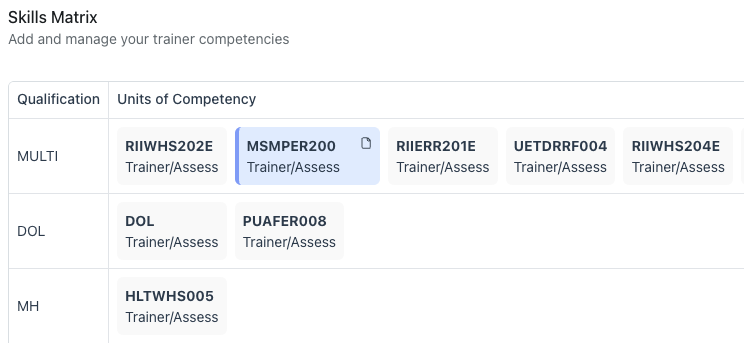 Skills Matrix
Add and manage your trainer competencies
Qualification Units of Competency
MULTI
RIIWHS202E
Trainer/Assess
MSMPER200
Trainer/Assess
RIIERR201E
Trainer/Assess
UETDRRF004
Trainer/Assess
RIIWHS204E
Trainer/Assess
DOL
DOL
Trainer/Assess
PUAFER008
Trainer/Assess
MH
HLTWHS005
Trainer/Assess